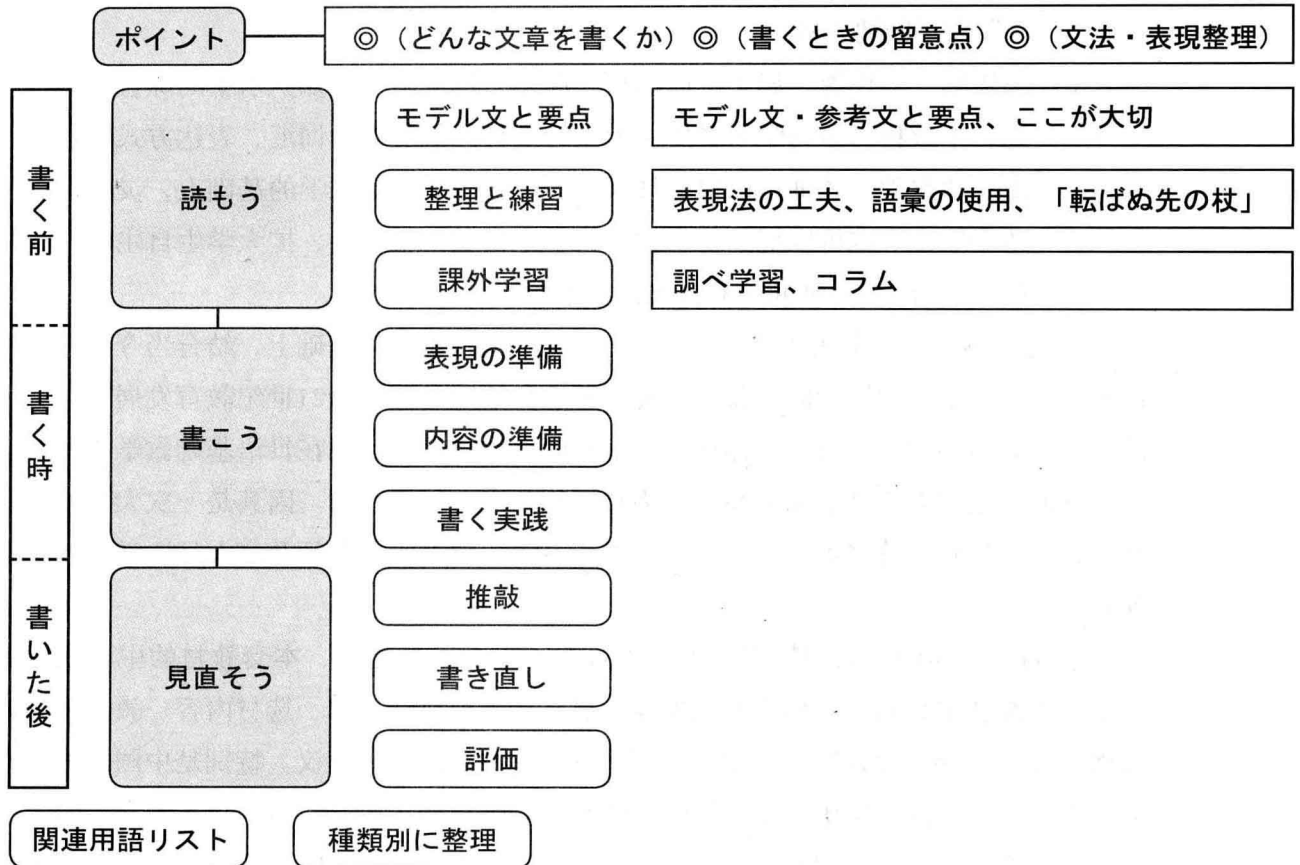 ポイント
◎（どんな文章を書くか）◎（書くときの留意点）◎（文法・表現整理）
書く前
読もう
モデル文と要点
モデル文・参考文と要点、ここが大切
整理と練習
表現法の工夫、語彙の使用、「転ばぬ先の杖」
課外学習
調べ学習、コラム
書く時
書こう
表現の準備
内容の準備
書く実践
書いた後
見直そう
推敲
書き直し
評価
関連用語リスト
種類別に整理